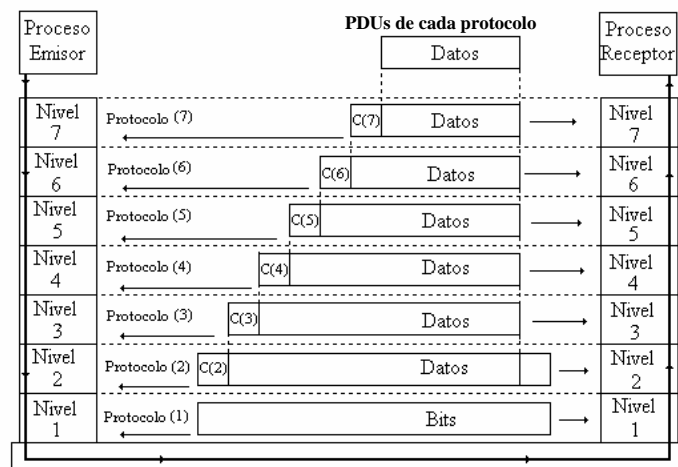 PDUs de cada protocolo
Proceso
Emisor
Datos
Proceso
Receptor
Nivel
7
Protocolo (7)
C(7)
Datos
Nivel
7
Nivel
6
Protocolo (6)
C(6)
Datos
Nivel
6
Nivel
5
Protocolo (5)
C(5)
Datos
Nivel
5
Nivel
4
Protocolo (4)
C(4)
Datos
Nivel
4
Nivel
3
Protocolo (3)
C(3)
Datos
Nivel
3
Nivel
2
Protocolo (2)
C(2)
Datos
Nivel
2
Nivel
1
Protocolo (1)
Bits
Nivel
1